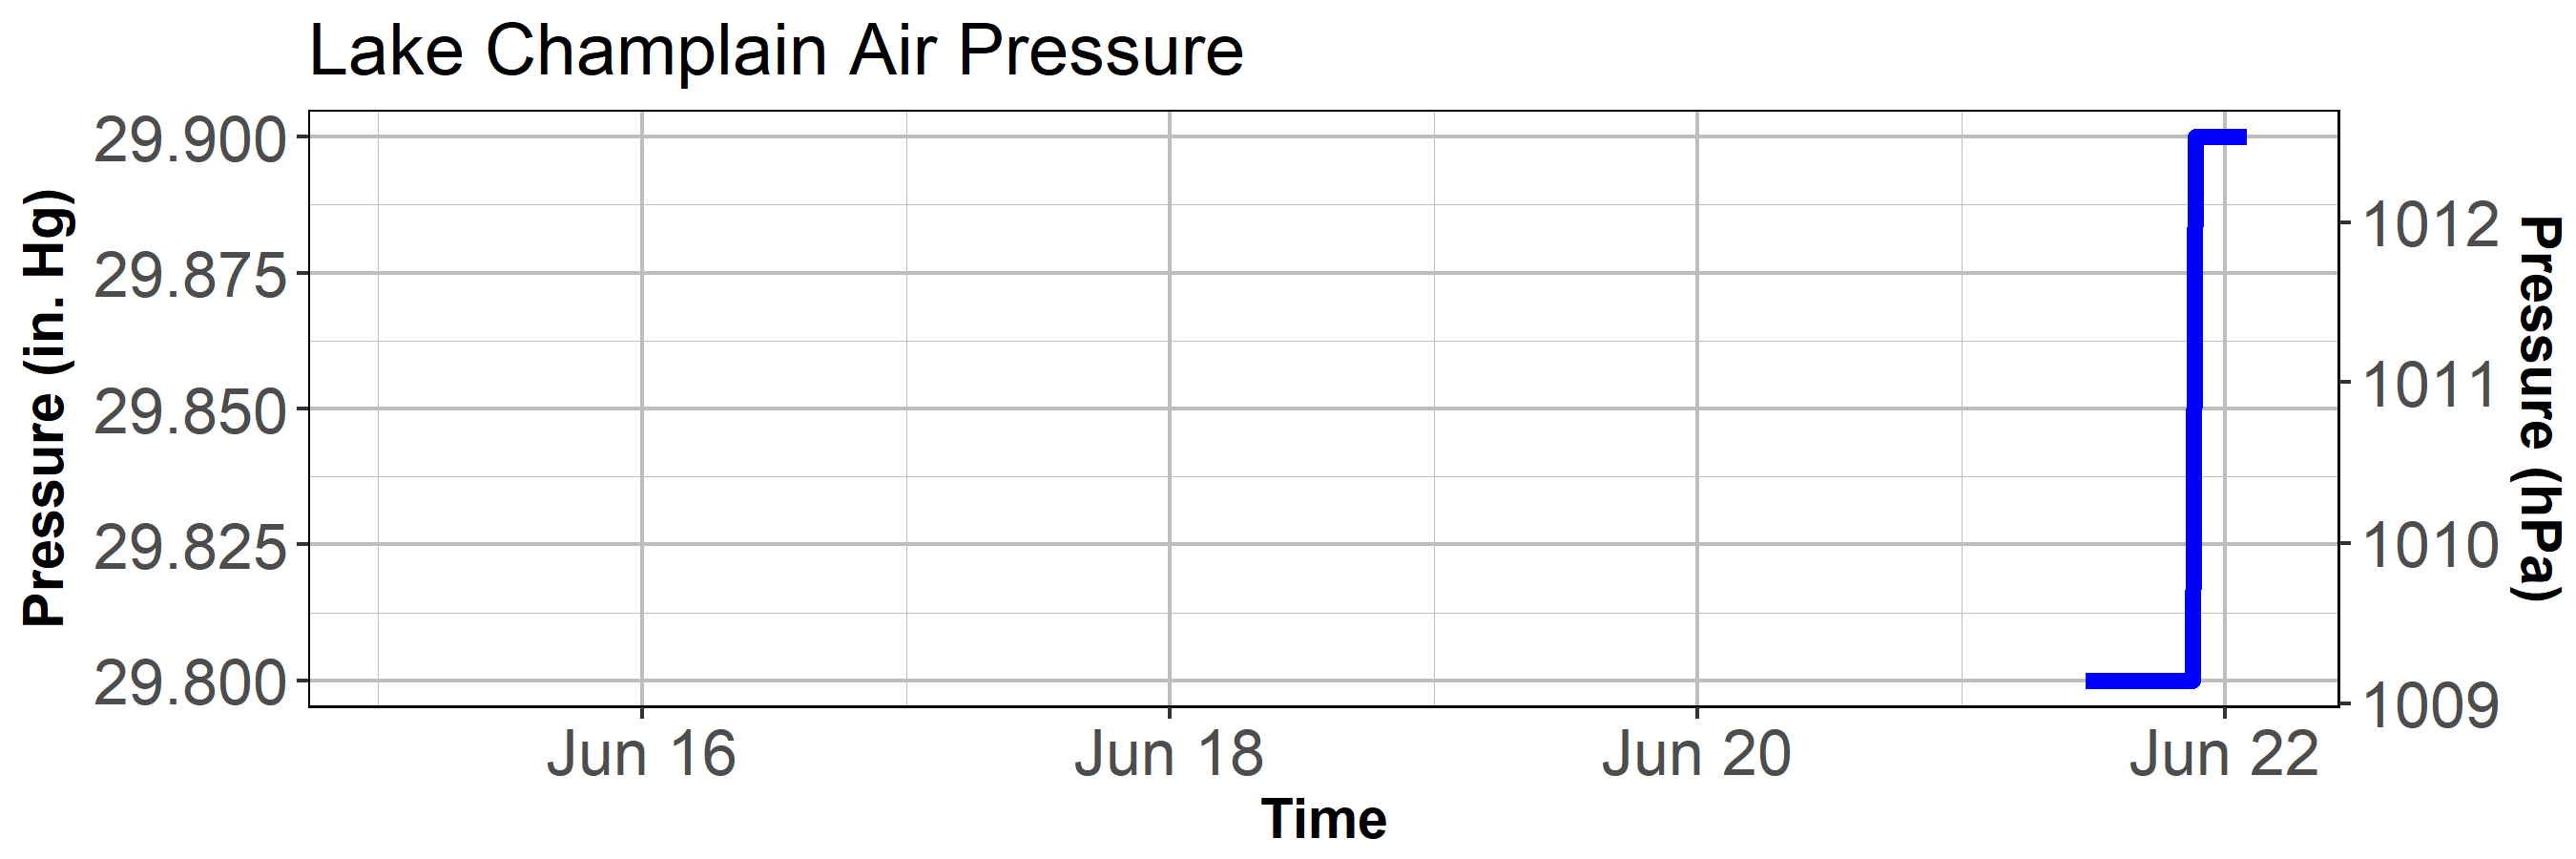 Lake Champlain Air Pressure
Pressure (in. Hg)
29.900
29.875
29.850
29.825
29.800
1012
1011
1010
1009
Pressure (hPa)
Jun 16
Jun 18
Jun 20
Jun 22
Time